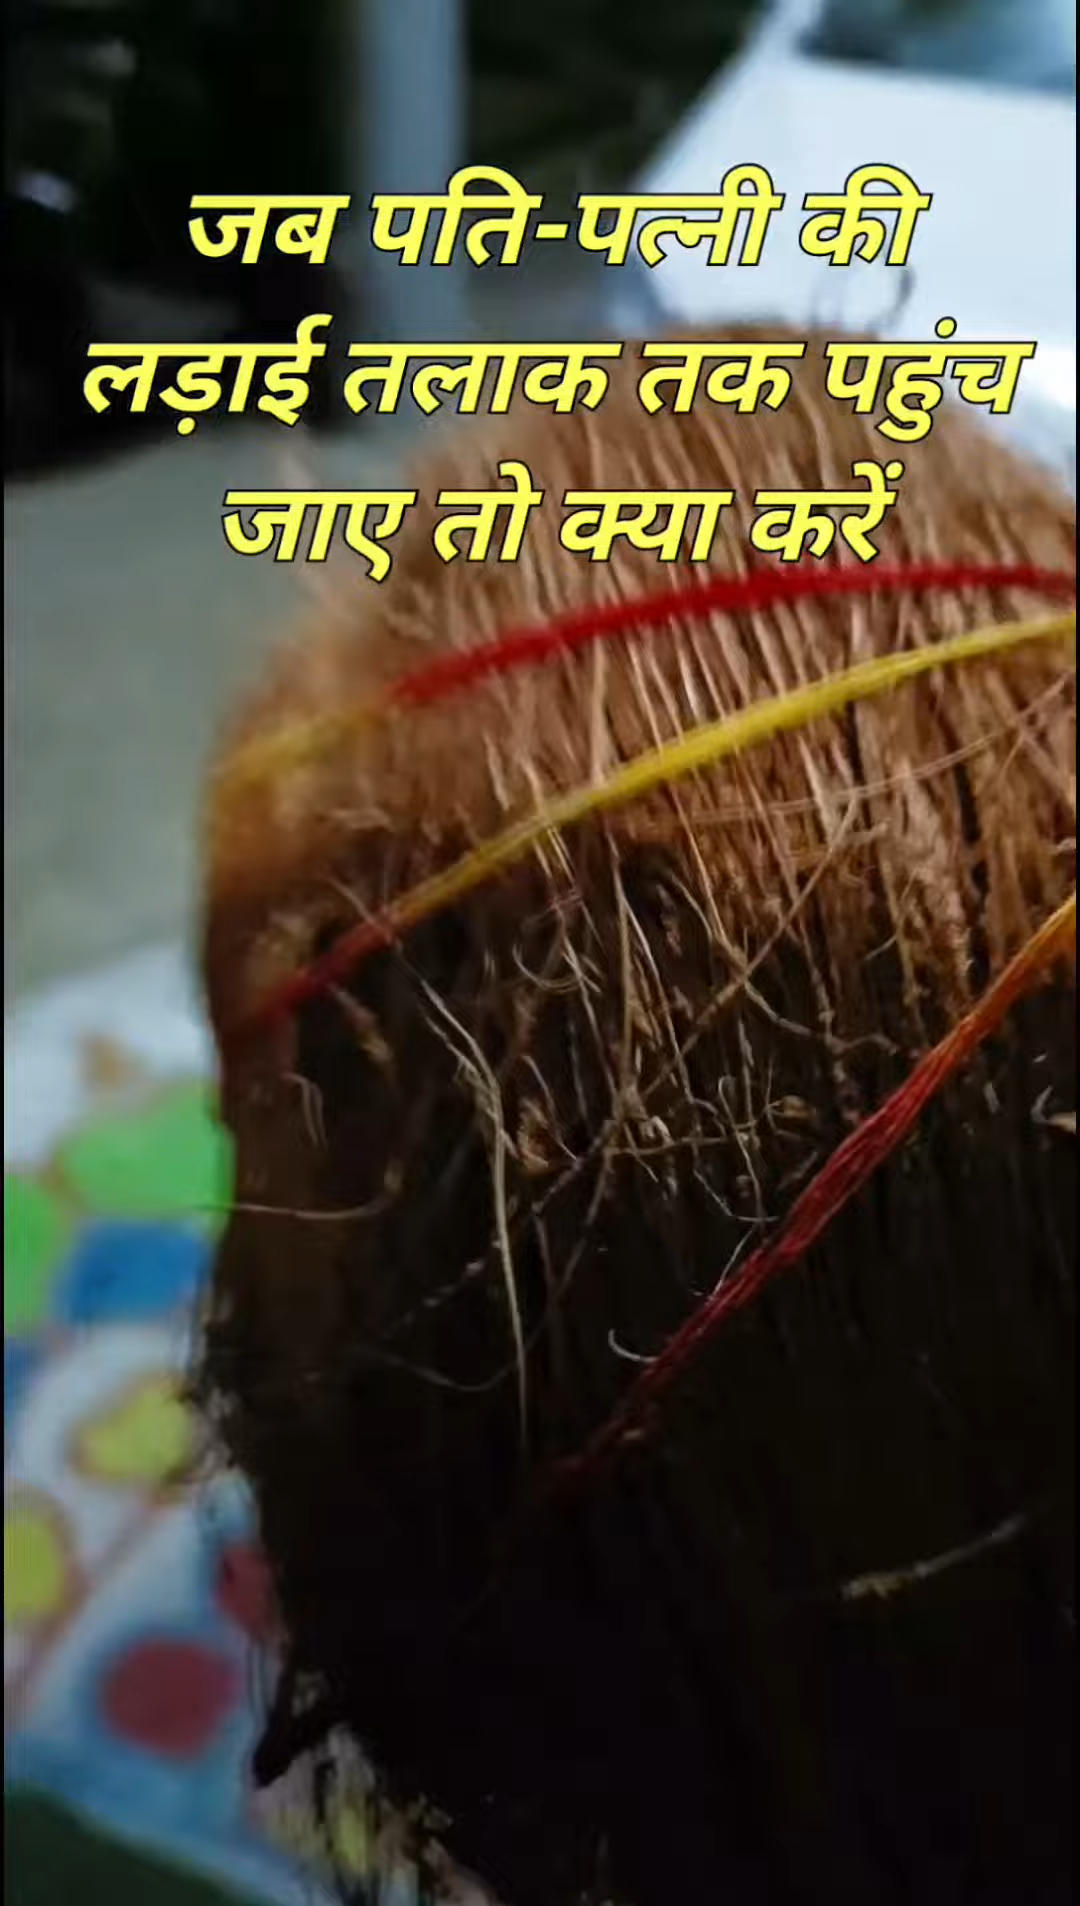 जब पति-पत्नी की
लड़ाई तलाक तक पहुंच
जाए तो क्या करें